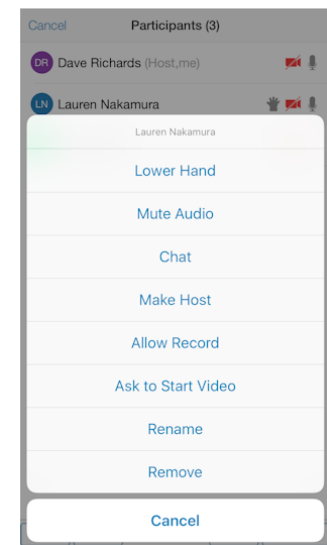 Cancel Participants (3)
DR Dave Richards (Host,me)
LN Lauren Nakamura
Lauren Nakamura
Lower Hand
Mute Audio
Chat
Make Host
Allow Record
Ask to Start Video
Rename
Remove
Cancel